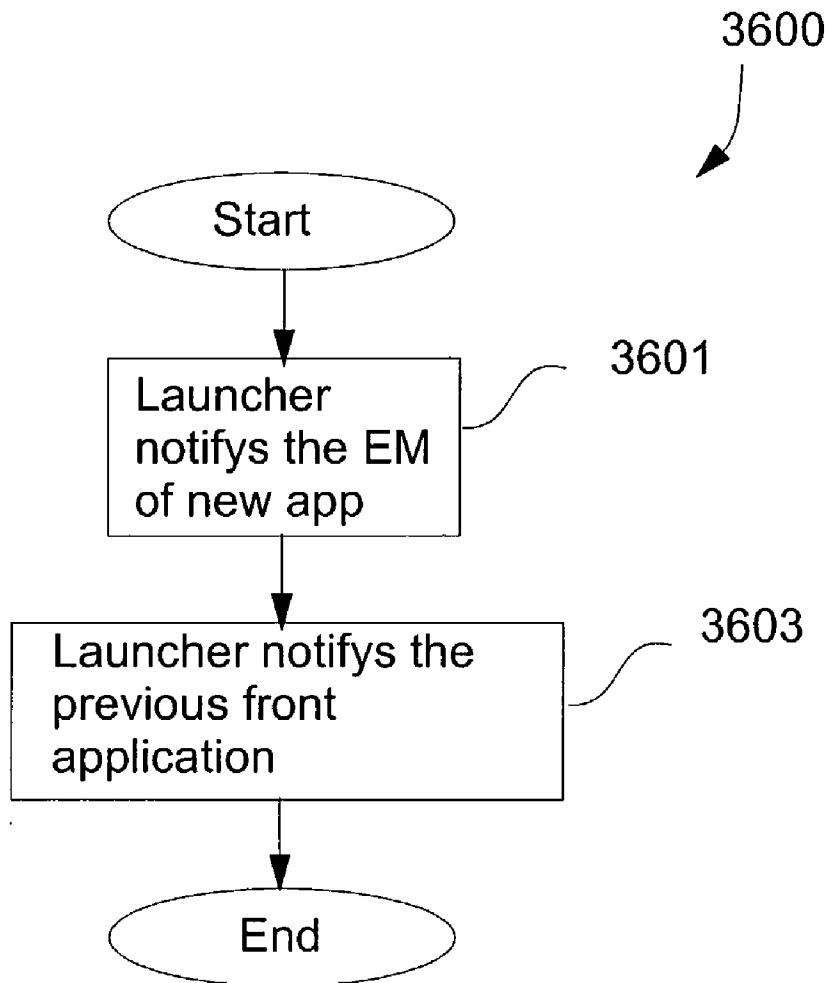 3600
Start
3601
Launcher
notifys the EM
of new app
3603
Launcher notifys the
previous front
application
End